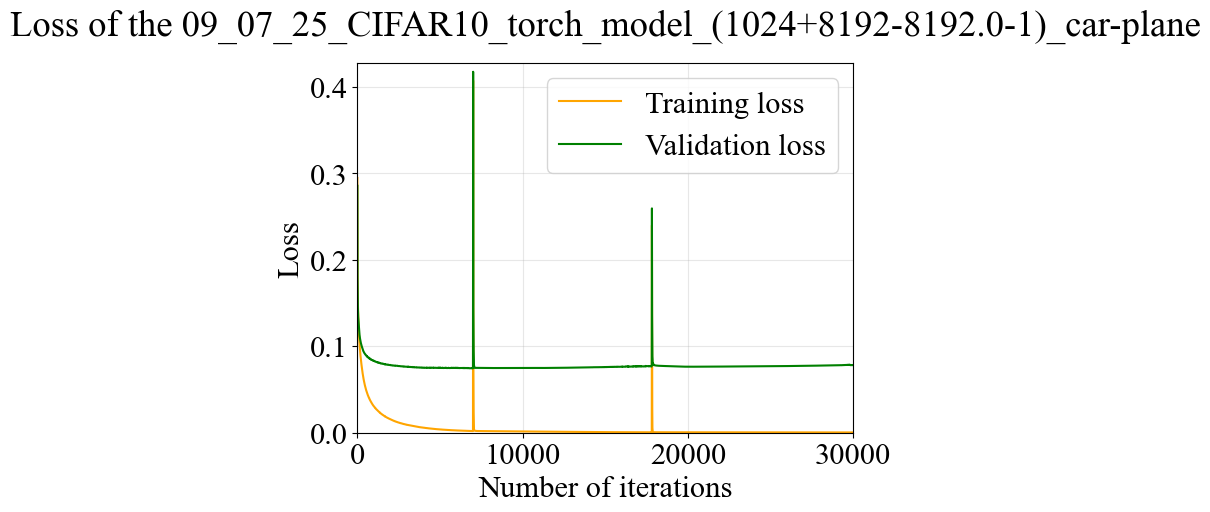 Loss of the 09_07_25_CIFAR10_torch_model_(1024+8192-8192.0-1)_car-plane
Training loss
Validation loss
Loss
0.4
0.3
0.2
0.1
0.0
0
10000
20000
30000
Number of iterations